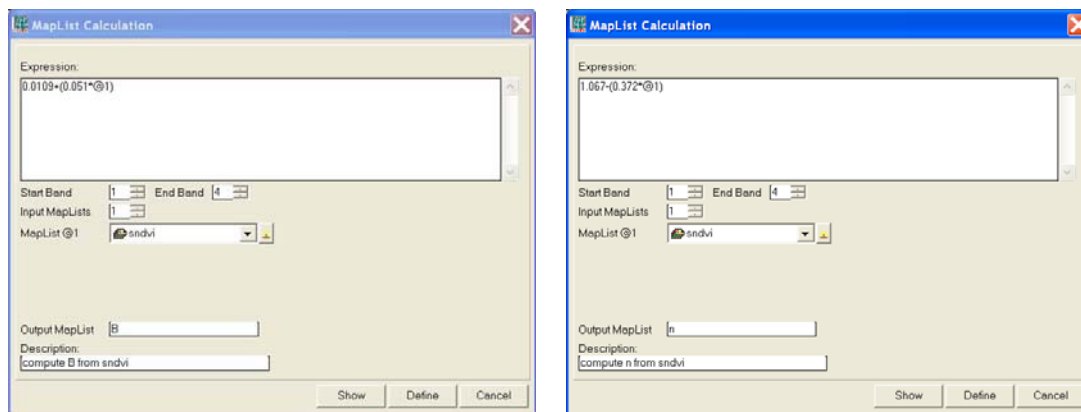 MapList Calculation
Expression:
0.0109+(0.051*@1)
Start Band 1 End Band 4
Input MapLists 1
MapList @1 sndvi
Output MapList B
Description:
compute B from sndvi
Show Define Cancel
MapList Calculation
Expression:
1.067-(0.372*@1)
Start Band 1 End Band 4
Input MapLists 1
MapList @1 sndvi
Output MapList n
Description:
compute n from sndvi
Show Define Cancel